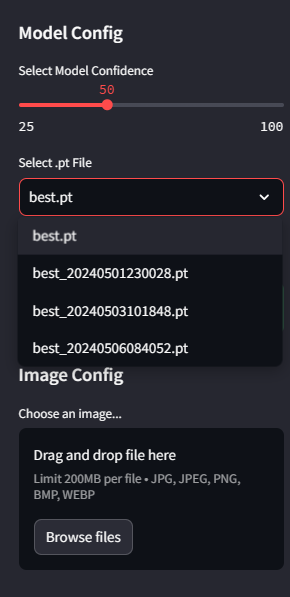 Model Config
Select Model Confidence
50
25 100
Select .pt File
best.pt
best.pt
best_20240501230028.pt
best_20240503101848.pt
best_20240506084052.pt
Image Config
Choose an image...
Drag and drop file here
Limit 200MB per file • JPG, JPEG, PNG,
BMP, WEBP
Browse files